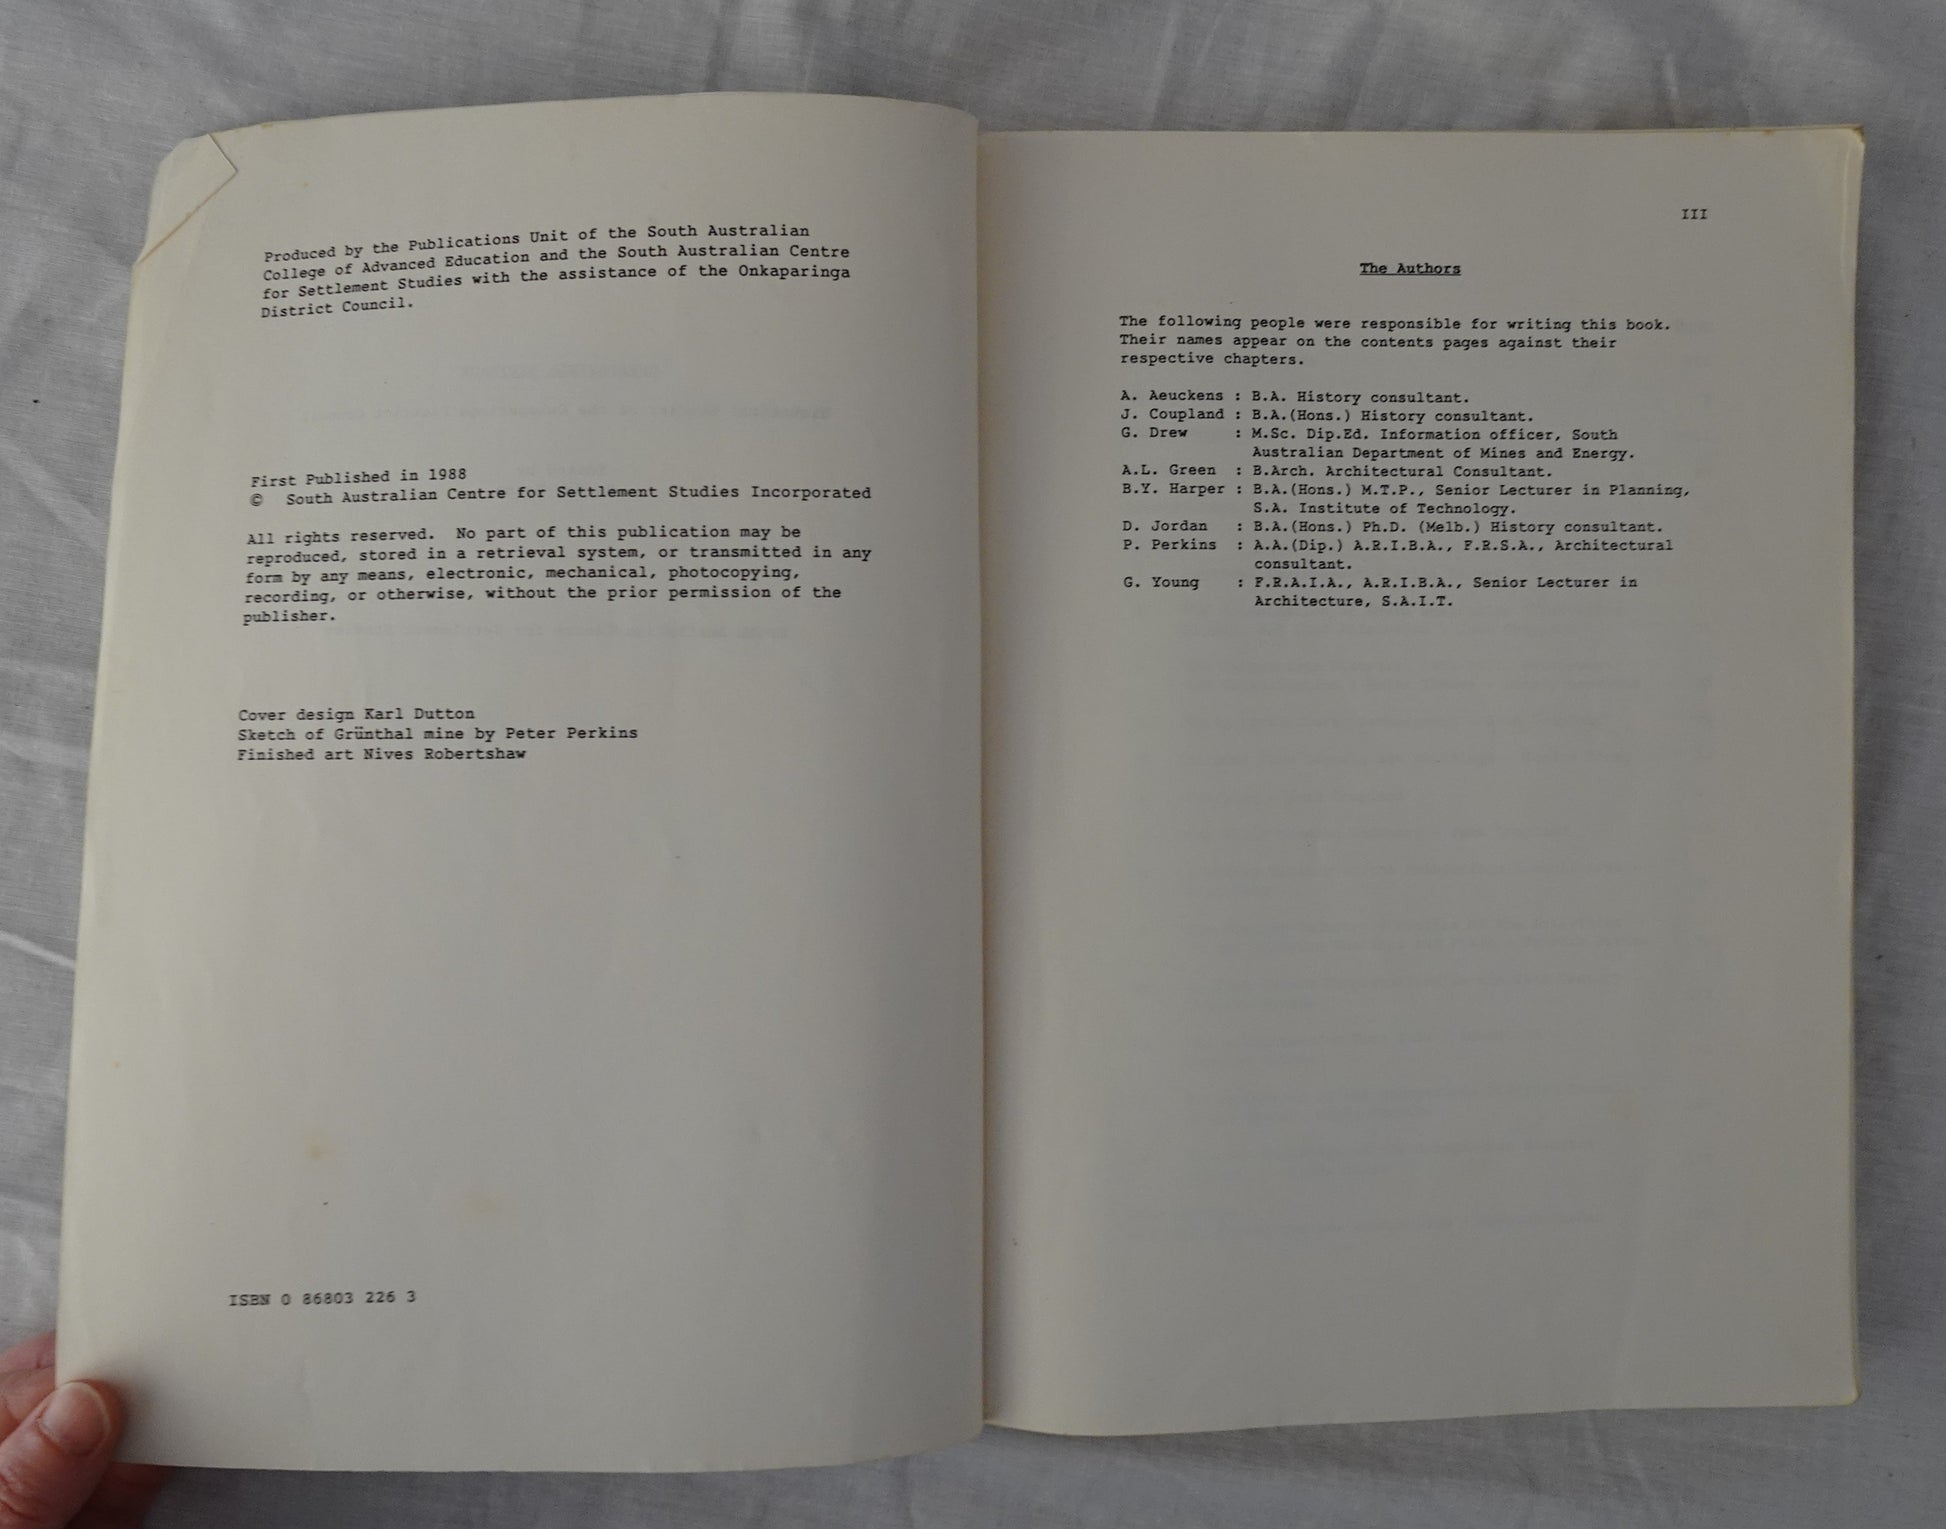 Produced by the Publications Unit of the South Australian
College of Advanced Education and the South Australian Centre
for Settlement Studies with the assistance of the Onkaparinga
District Council.
First Published in 1988
© South Australian Centre for Settlement Studies Incorporated
All rights reserved. No part of this publication may be
reproduced, stored in a retrieval system, or transmitted in any
form by any means, electronic, mechanical, photocopying,
recording, or otherwise, without the prior permission of the
publisher.
Cover design Karl Dutton
Sketch of Grünthal mine by Peter Perkins
Finished art Nives Robertshaw
ISBN 0 86803 226 3
III
The Authors
The following people were responsible for writing this book.
Their names appear on the contents pages against their
respective chapters.
A. Aeuckens : B.A. History consultant.
J. Coupland : B.A.(Hons.) History consultant.
G. Drew : M.Sc. Dip.Ed. Information officer, South
Australian Department of Mines and Energy.
A.L. Green : B.Arch. Architectural Consultant.
B.Y. Harper : B.A.(Hons.) M.T.P., Senior Lecturer in Planning,
S.A. Institute of Technology.
D. Jordan : B.A.(Hons.) Ph.D. (Melb.) History consultant.
P. Perkins : A.A.(Dip.) A.R.I.B.A., F.R.S.A., Architectural
consultant.
G. Young : F.R.A.I.A., A.R.I.B.A., Senior Lecturer in
Architecture, S.A.I.T.